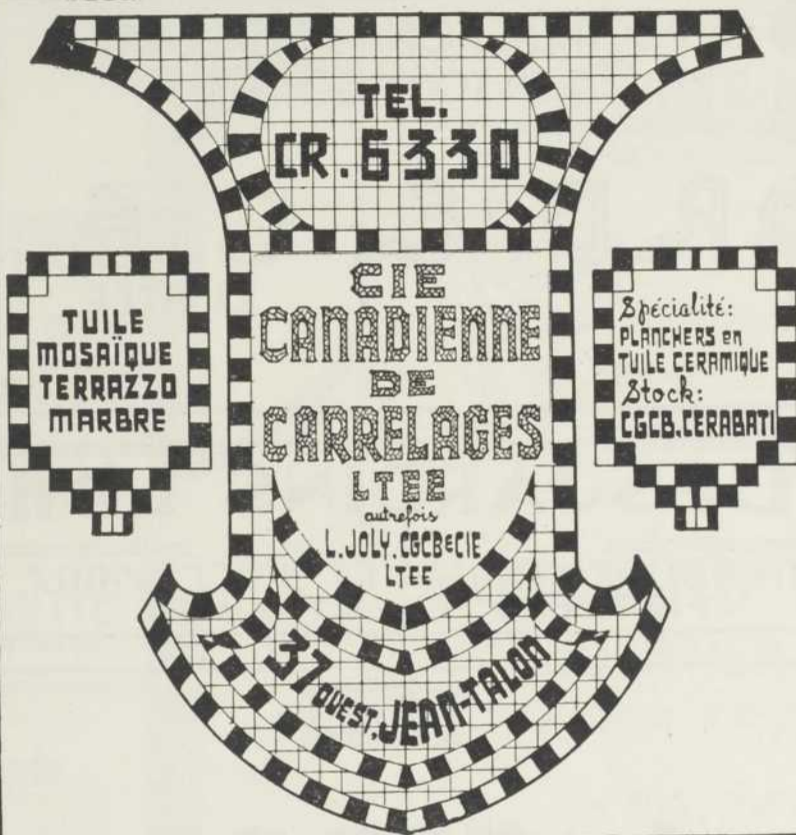 TEL.
CR. 6330
CIE
CANADIENNE
DE
CARRELAGES
LTEE
autrefois
L. JOLY. CGCB & CIE
LTEE
37 OUEST, JEAN-TALON
TUILE
MOSAÏQUE
TERRAZZO
MARBRE
Spécialité:
PLANCHERS en
TUILE CERAMIQUE
Stock:
CGCB. CERABATI